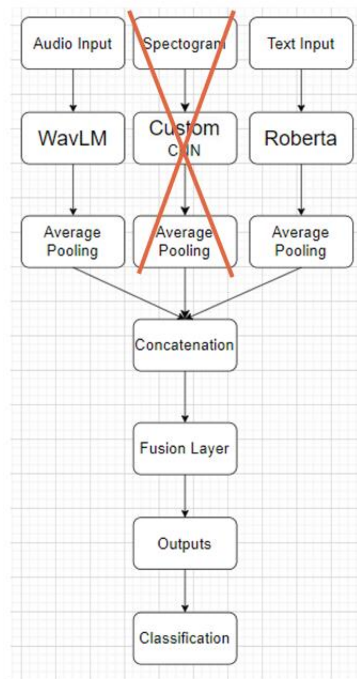 Audio Input
Spectogram
Text Input
WavLM
Custom
CNN
Roberta
Average
Pooling
Average
Pooling
Average
Pooling
Concatenation
Fusion Layer
Outputs
Classification